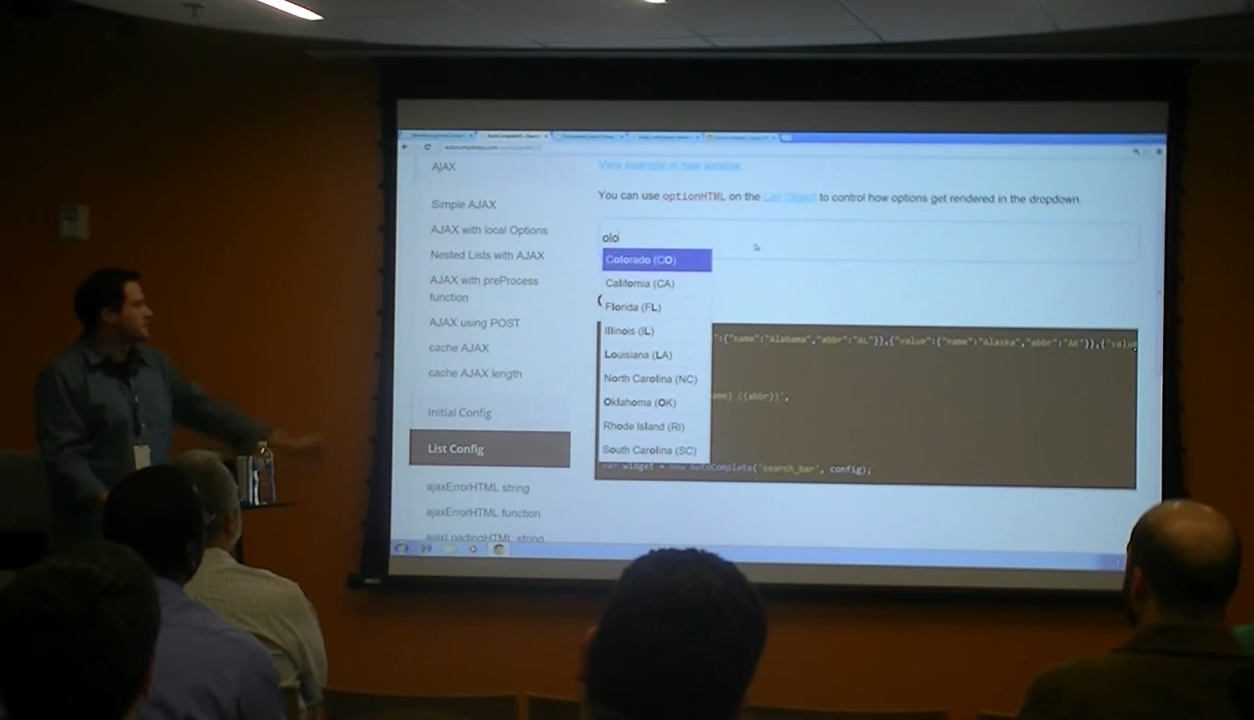 AJAX
Simple AJAX
AJAX with local Options
Nested Lists with AJAX
AJAX with preProcess
function
AJAX using POST
cache AJAX
cache AJAX length
Initial Config
List Config
ajaxErrorHTML string
ajaxErrorHTML function
ajaxLoadingHTML string
View example in new window.
You can use optionHTML on the List Object to control how options get rendered in the dropdown.
olo
Colorado (CO)
California (CA)
Florida (FL)
Illinois (IL)
Louisiana (LA)
North Carolina (NC)
Oklahoma (OK)
Rhode Island (RI)
South Carolina (SC)
":{"name":"Alabama","abbr":"AL"}},{"value":{"name":"Alaska","abbr":"AK"}},{"value
ame} ({abbr})',
var widget = new AutoComplete('search_bar', config);